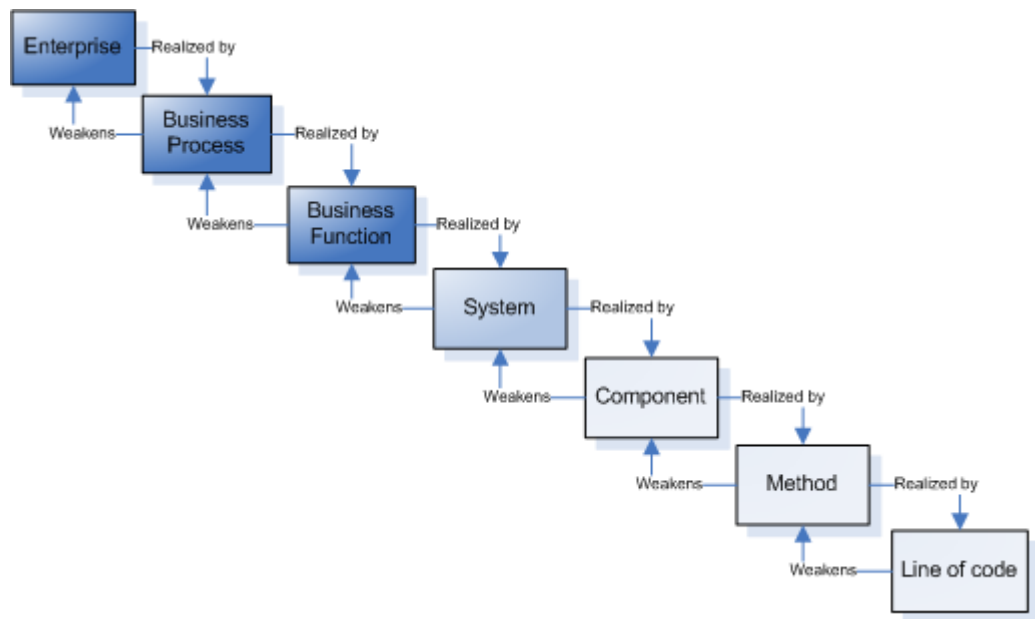 Enterprise
Realized by
Weakens
Business
Process
Realized by
Weakens
Business
Function
Realized by
Weakens
System
Realized by
Weakens
Component
Realized by
Weakens
Method
Realized by
Weakens
Line of code